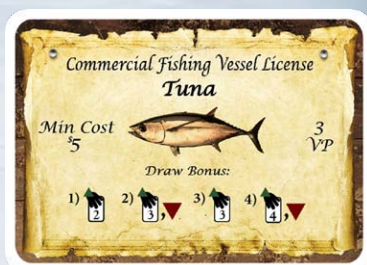 Commercial Fishing Vessel License
Tuna
Min Cost
$5
3
VP
Draw Bonus:
1) 2 2) 3, 3) 3 4) 4,